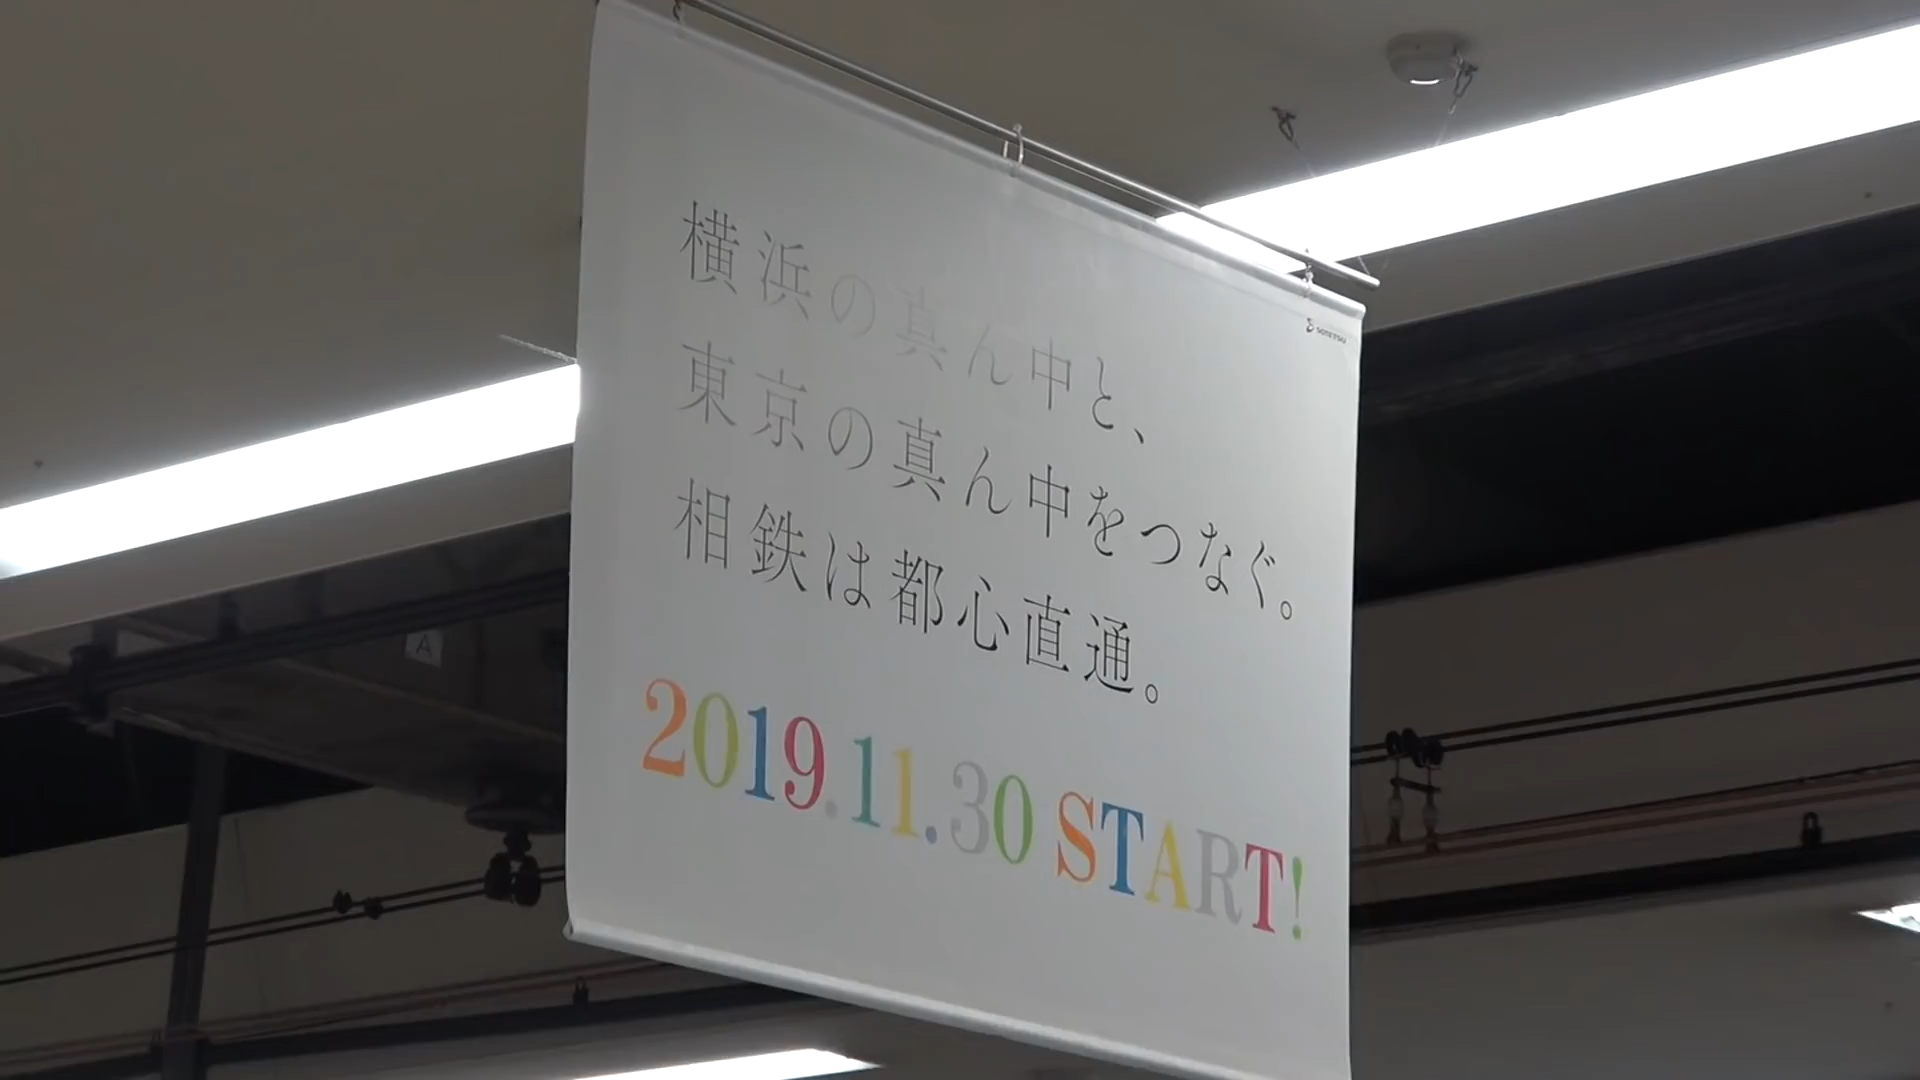 SOTETSU
横浜の真ん中と、
東京の真ん中をつなぐ。
相鉄は都心直通。
2019.11.30 START!
A